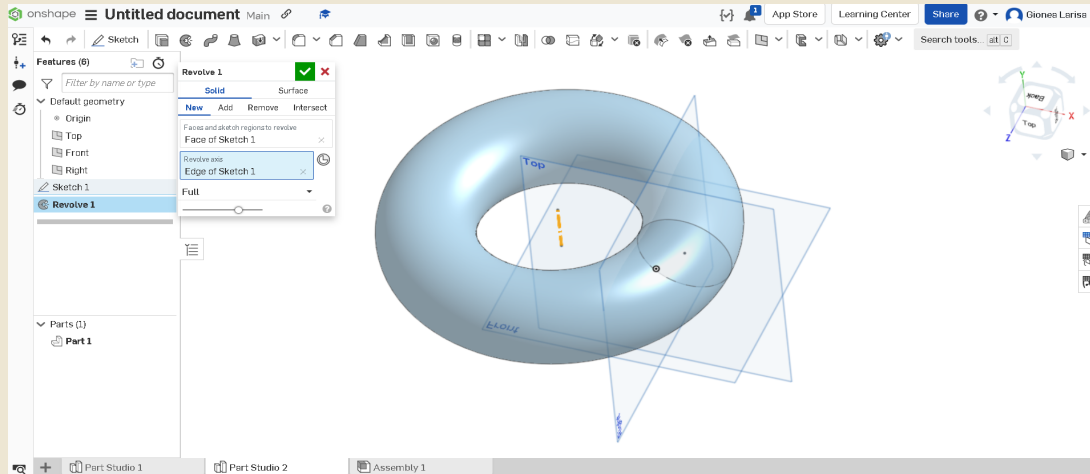 onshape Untitled document Main 1 App Store Learning Center Share Gionea Larise
Sketch Search tools... alt C
Features (6)
Filter by name or type
Default geometry
Origin
Top
Front
Right
Sketch 1
Revolve 1
Parts (1)
Part 1
Revolve 1
Solid Surface
New Add Remove Intersect
Faces and sketch regions to revolve
Face of Sketch 1
Revolve axis
Edge of Sketch 1
Full
Top
Front
Y
Back
X
Top
Z
Part Studio 1 Part Studio 2 Assembly 1